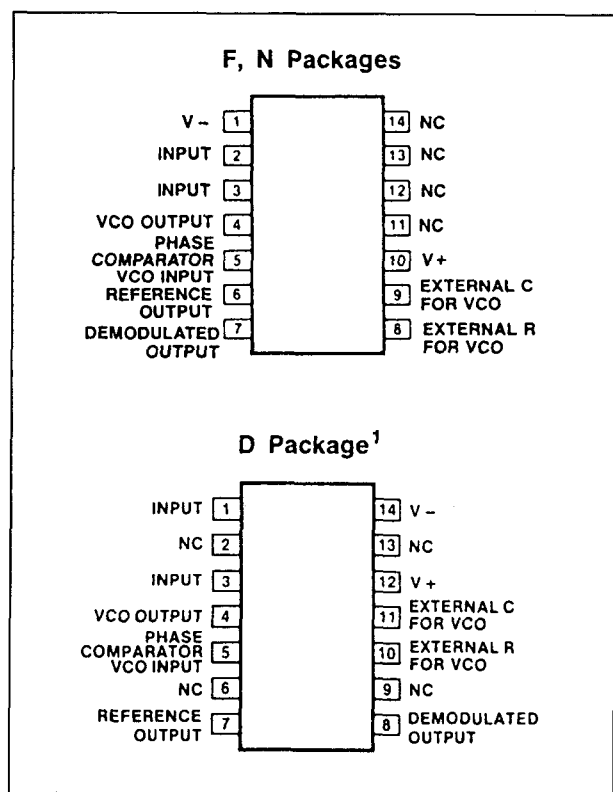 F, N Packages
V – 1
INPUT 2
INPUT 3
VCO OUTPUT 4
PHASE
COMPARATOR 5
VCO INPUT
REFERENCE 6
OUTPUT
DEMODULATED 7
OUTPUT
14 NC
13 NC
12 NC
11 NC
10 V +
9 EXTERNAL C
FOR VCO
8 EXTERNAL R
FOR VCO
D Package1
INPUT 1
NC 2
INPUT 3
VCO OUTPUT 4
PHASE
COMPARATOR 5
VCO INPUT
NC 6
REFERENCE 7
OUTPUT
14 V –
13 NC
12 V +
11 EXTERNAL C
FOR VCO
10 EXTERNAL R
FOR VCO
9 NC
8 DEMODULATED
OUTPUT